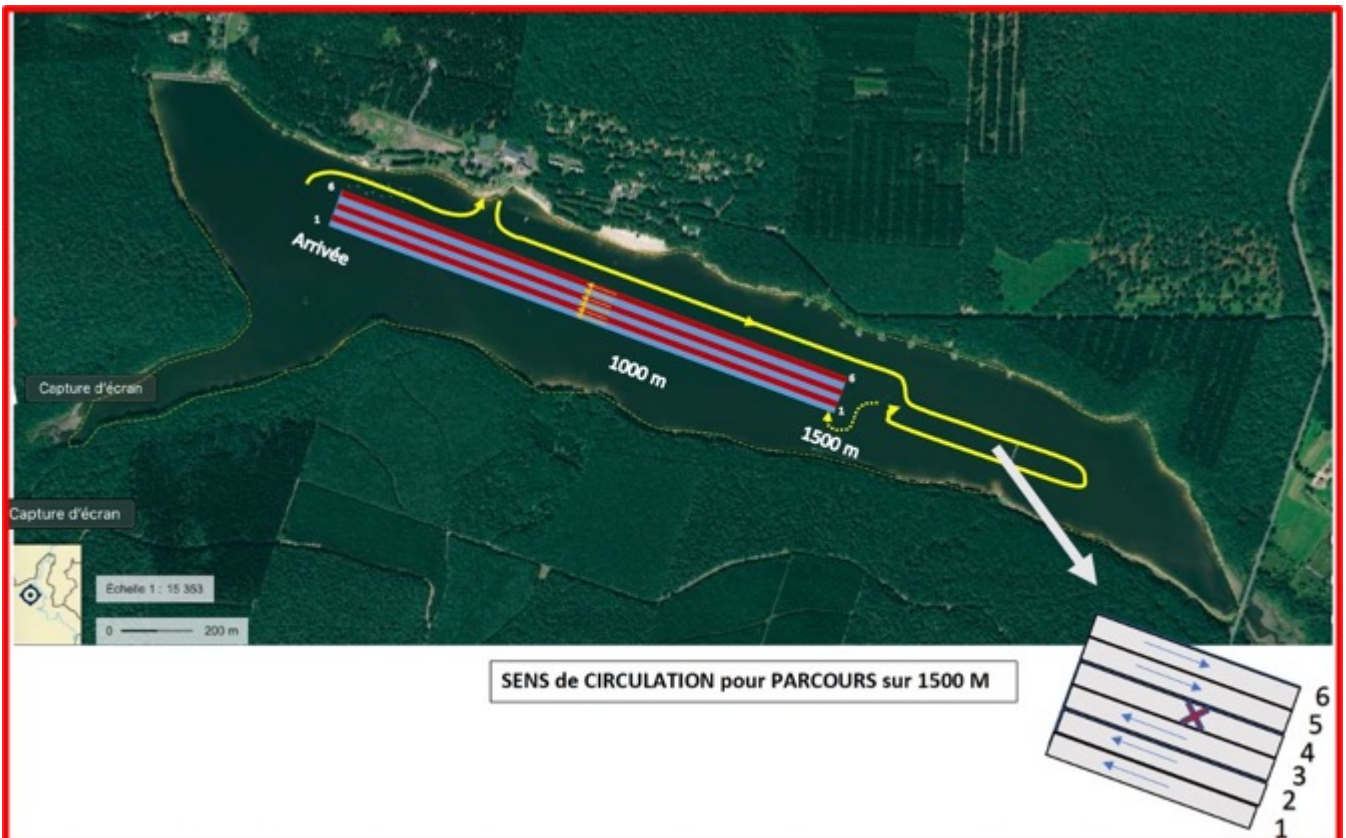 6
1
Arrivée
1000 m
6
1
1500 m
Capture d'écran
Capture d'écran
Échelle 1 : 15 353
0 200 m
SENS de CIRCULATION pour PARCOURS sur 1500 M
6
5
4
3
2
1